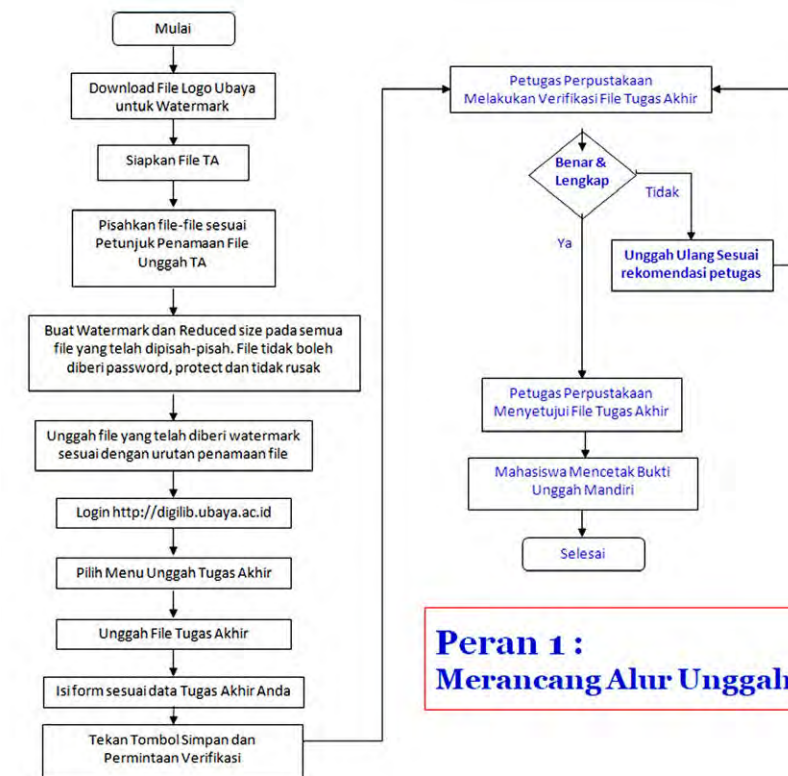 Mulai
Download File Logo Ubaya
untuk Watermark
Siapkan File TA
Pisahkan file-file sesuai
Petunjuk Penamaan File
Unggah TA
Buat Watermark dan Reduced size pada semua
file yang telah dipisah-pisah. File tidak boleh
diberi password, protect dan tidak rusak
Unggah file yang telah diberi watermark
sesuai dengan urutan penamaan file
Login http://digilib.ubaya.ac.id
Pilih Menu Unggah Tugas Akhir
Unggah File Tugas Akhir
Isi form sesuai data Tugas Akhir Anda
Tekan Tombol Simpan dan
Permintaan Verifikasi
Petugas Perpustakaan
Melakukan Verifikasi File Tugas Akhir
Benar &
Lengkap
Tidak
Ya
Unggah Ulang Sesuai
rekomendasi petugas
Petugas Perpustakaan
Menyetujui File Tugas Akhir
Mahasiswa Mencetak Bukti
Unggah Mandiri
Selesai
Peran 1 :
Merancang Alur Unggah